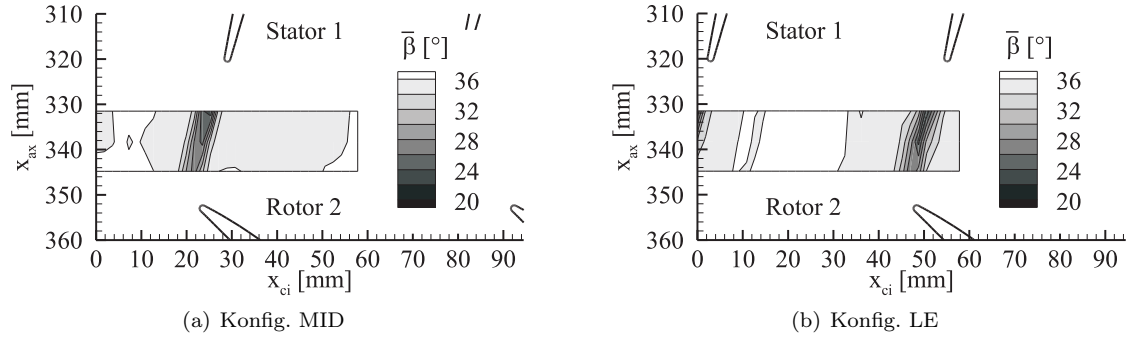 310
320
330
340
350
360
x_ax [mm]
Stator 1
Rotor 2
β̅ [°]
36
32
28
24
20
0 10 20 30 40 50 60 70 80 90
x_ci [mm]
(a) Konfig. MID
310
320
330
340
350
360
x_ax [mm]
Stator 1
Rotor 2
β̅ [°]
36
32
28
24
20
0 10 20 30 40 50 60 70 80 90
x_ci [mm]
(b) Konfig. LE